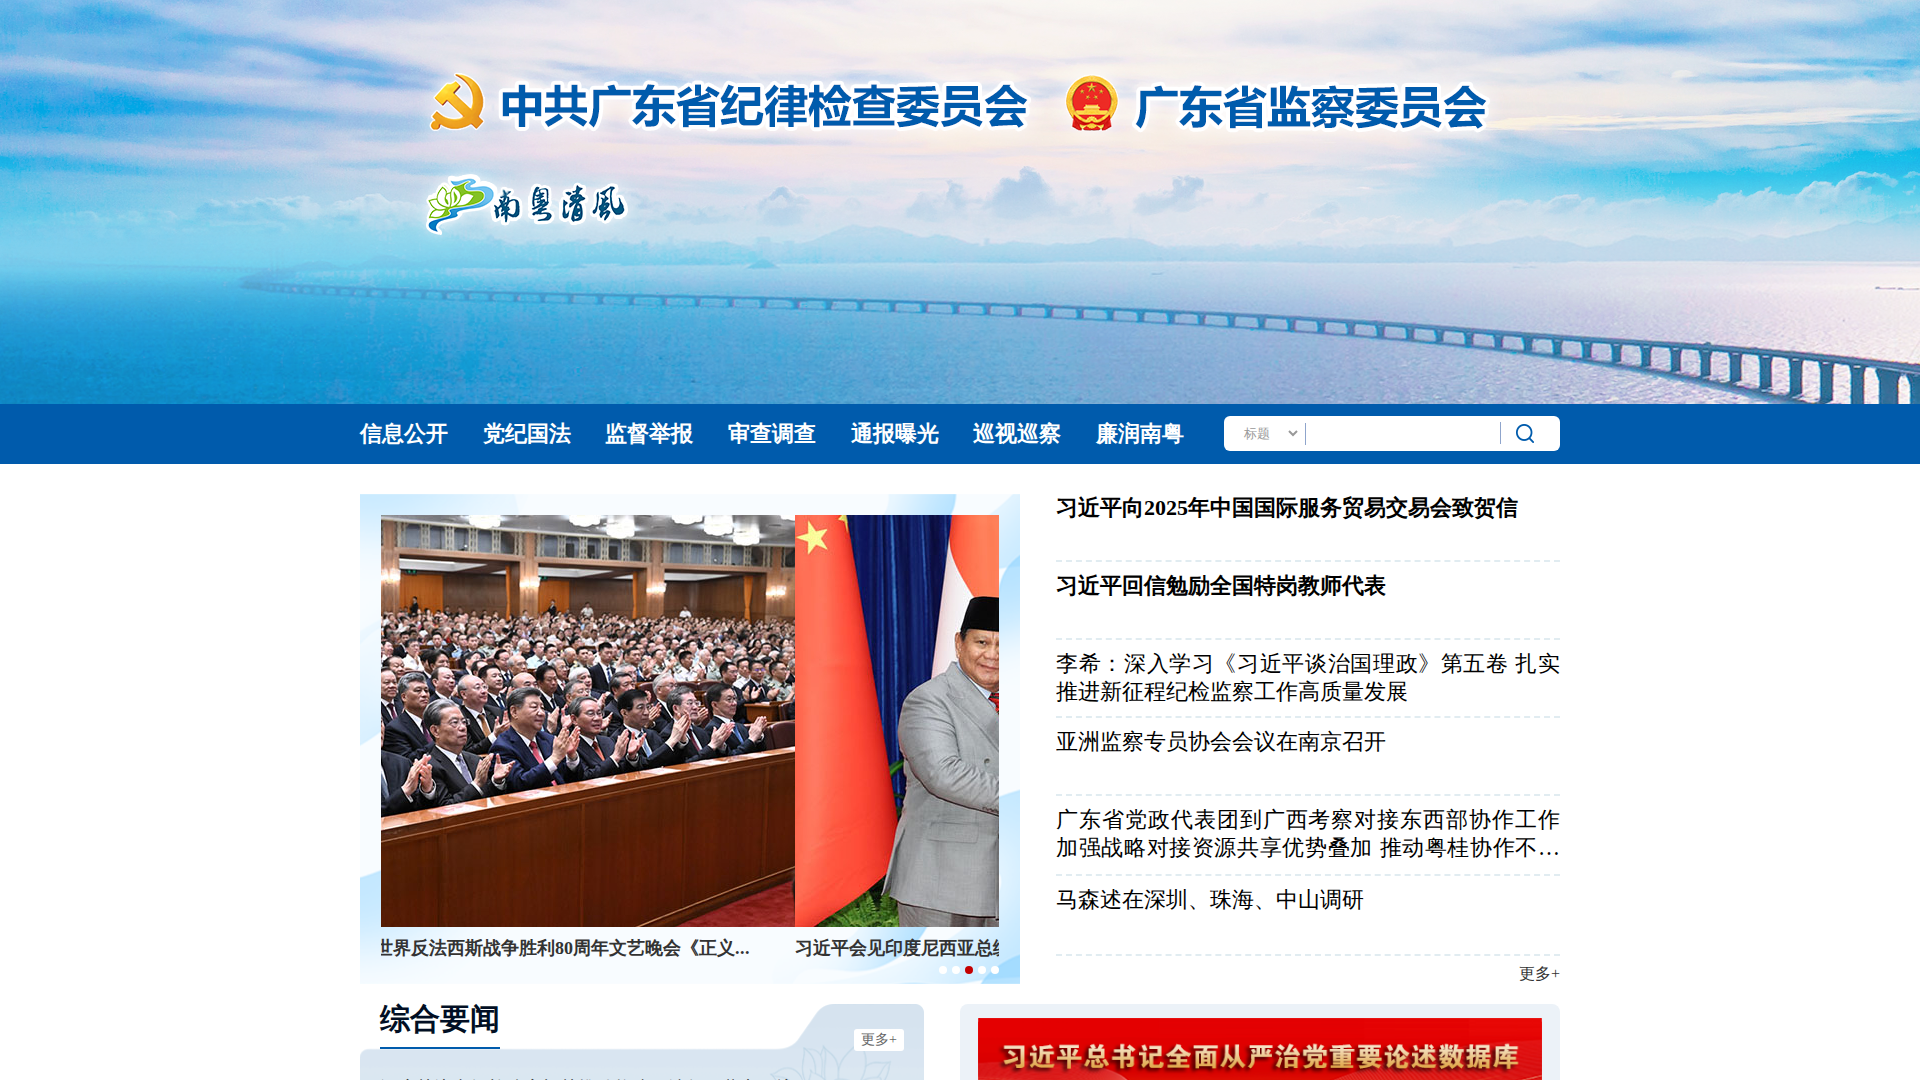 中共广东省纪律检查委员会 广东省监察委员会
南粤清風
信息公开 党纪国法 监督举报 审查调查 通报曝光 巡视巡察 廉润南粤 标题
世界反法西斯战争胜利80周年文艺晚会《正义... 习近平会见印度尼西亚总统
习近平向2025年中国国际服务贸易交易会致贺信
习近平回信勉励全国特岗教师代表
李希：深入学习《习近平谈治国理政》第五卷 扎实
推进新征程纪检监察工作高质量发展
亚洲监察专员协会会议在南京召开
广东省党政代表团到广西考察对接东西部协作工作
加强战略对接资源共享优势叠加 推动粤桂协作不…
马森述在深圳、珠海、中山调研
更多+
综合要闻
更多+
习近平总书记全面从严治党重要论述数据库